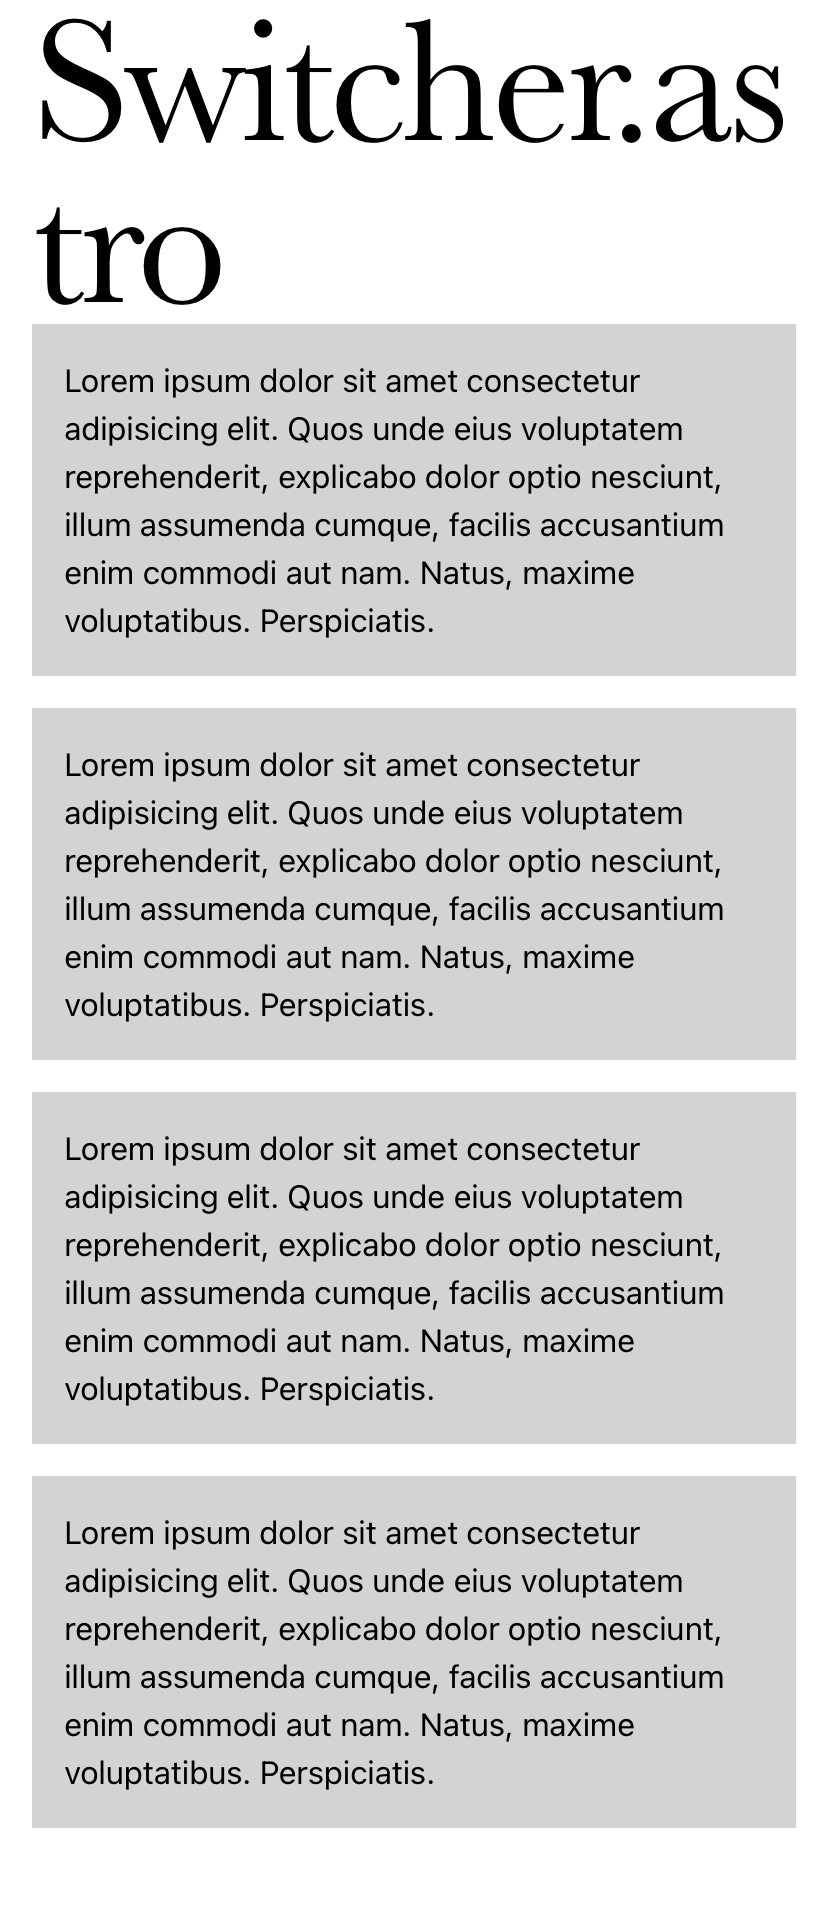 Switcher.as
tro
Lorem ipsum dolor sit amet consectetur
adipisicing elit. Quos unde eius voluptatem
reprehenderit, explicabo dolor optio nesciunt,
illum assumenda cumque, facilis accusantium
enim commodi aut nam. Natus, maxime
voluptatibus. Perspiciatis.
Lorem ipsum dolor sit amet consectetur
adipisicing elit. Quos unde eius voluptatem
reprehenderit, explicabo dolor optio nesciunt,
illum assumenda cumque, facilis accusantium
enim commodi aut nam. Natus, maxime
voluptatibus. Perspiciatis.
Lorem ipsum dolor sit amet consectetur
adipisicing elit. Quos unde eius voluptatem
reprehenderit, explicabo dolor optio nesciunt,
illum assumenda cumque, facilis accusantium
enim commodi aut nam. Natus, maxime
voluptatibus. Perspiciatis.
Lorem ipsum dolor sit amet consectetur
adipisicing elit. Quos unde eius voluptatem
reprehenderit, explicabo dolor optio nesciunt,
illum assumenda cumque, facilis accusantium
enim commodi aut nam. Natus, maxime
voluptatibus. Perspiciatis.